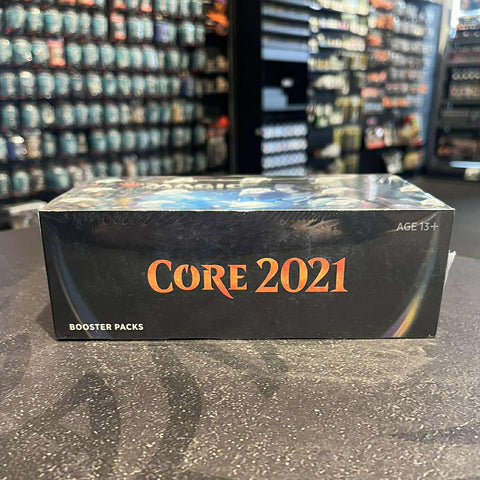 AGE 13+
CORE 2021
BOOSTER PACKS